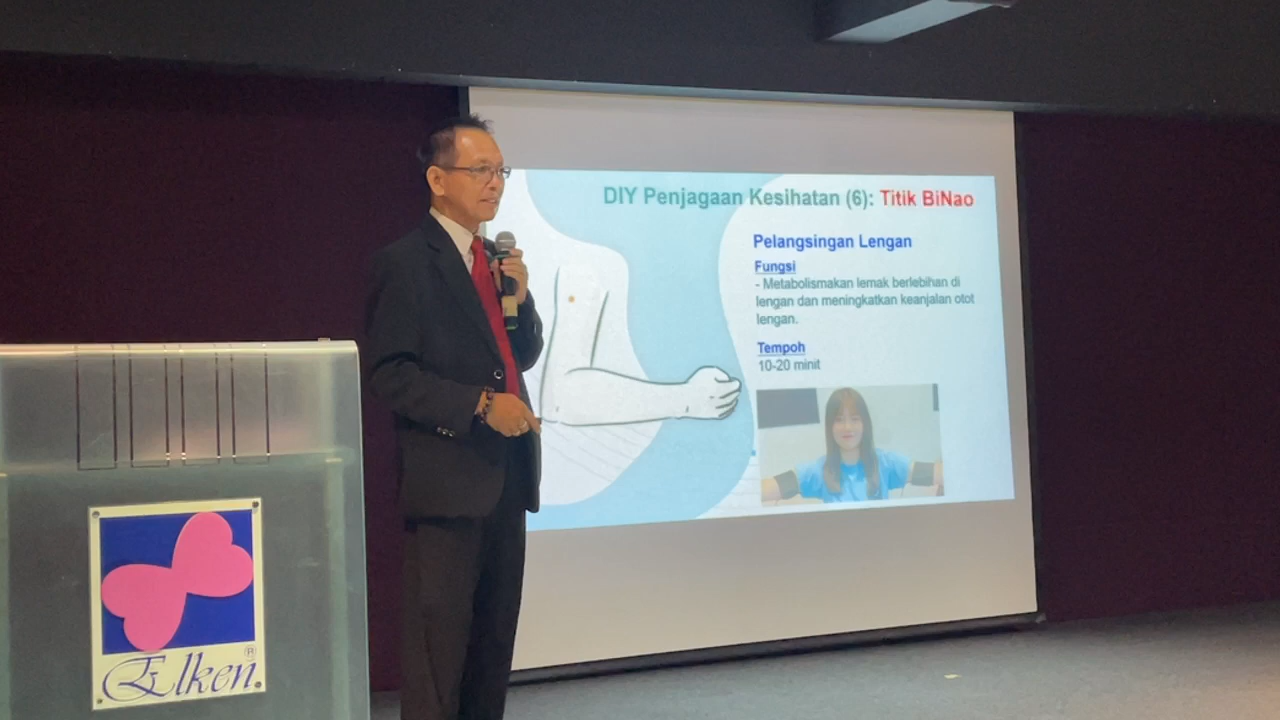 DIY Penjagaan Kesihatan (6): Titik BiNao
Pelangsingan Lengan
Fungsi
- Metabolismakan lemak berlebihan di
lengan dan meningkatkan keanjalan otot
lengan.
Tempoh
10-20 minit
Elken®